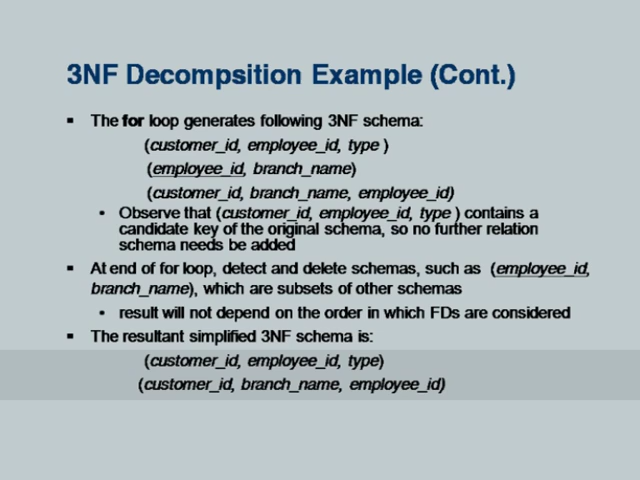 3NF Decompsition Example (Cont.)
▪ The for loop generates following 3NF schema:
(customer_id, employee_id, type )
(employee_id, branch_name)
(customer_id, branch_name, employee_id)
• Observe that (customer_id, employee_id, type ) contains a
candidate key of the original schema, so no further relation
schema needs be added
▪ At end of for loop, detect and delete schemas, such as (employee_id,
branch_name), which are subsets of other schemas
• result will not depend on the order in which FDs are considered
▪ The resultant simplified 3NF schema is:
(customer_id, employee_id, type)
(customer_id, branch_name, employee_id)